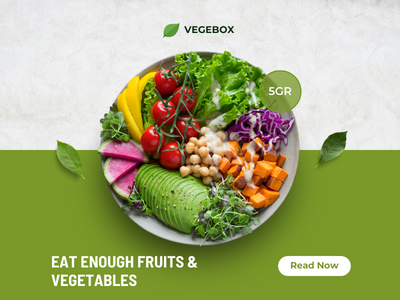 VEGEBOX
5GR
EAT ENOUGH FRUITS &
VEGETABLES
Read Now